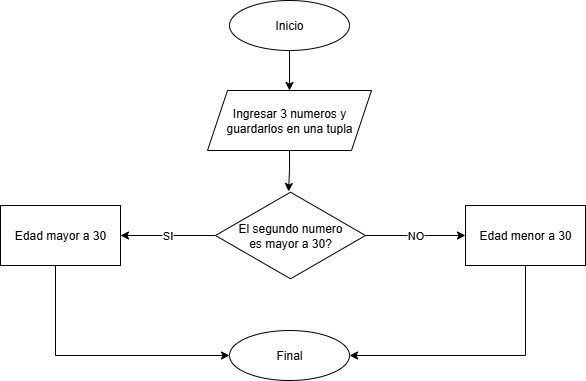 Inicio
Ingresar 3 numeros y
guardarlos en una tupla
El segundo numero
es mayor a 30?
SI
NO
Edad mayor a 30
Edad menor a 30
Final